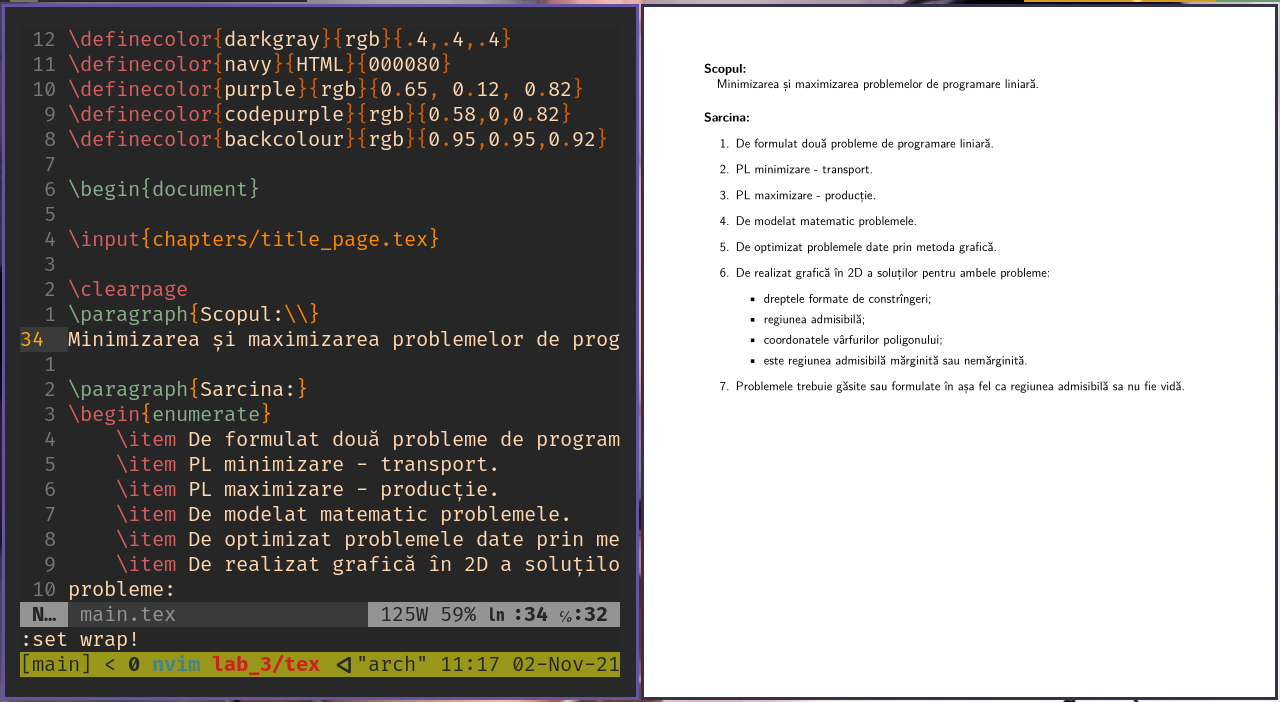 12 \definecolor{darkgray}{rgb}{.4,.4,.4}
11 \definecolor{navy}{HTML}{000080}
10 \definecolor{purple}{rgb}{0.65, 0.12, 0.82}
9 \definecolor{codepurple}{rgb}{0.58,0,0.82}
8 \definecolor{backcolour}{rgb}{0.95,0.95,0.92}
7
6 \begin{document}
5
4 \input{chapters/title_page.tex}
3
2 \clearpage
1 \paragraph{Scopul:\\}
34 Minimizarea și maximizarea problemelor de prog
1
2 \paragraph{Sarcina:}
3 \begin{enumerate}
4 \item De formulat două probleme de program
5 \item PL minimizare - transport.
6 \item PL maximizare - producție.
7 \item De modelat matematic problemele.
8 \item De optimizat problemele date prin me
9 \item De realizat grafică în 2D a soluțilo
10 probleme:
N… main.tex 125W 59% ln :34 ℅:32
:set wrap!
[main] < 0 nvim lab_3/tex ᐊ"arch" 11:17 02-Nov-21
Scopul:
Minimizarea și maximizarea problemelor de programare liniară.
Sarcina:
1. De formulat două probleme de programare liniară.
2. PL minimizare - transport.
3. PL maximizare - producție.
4. De modelat matematic problemele.
5. De optimizat problemele date prin metoda grafică.
6. De realizat grafică în 2D a soluților pentru ambele probleme:
▪ dreptele formate de constrîngeri;
▪ regiunea admisibilă;
▪ coordonatele vârfurilor poligonului;
▪ este regiunea admisibilă mărginită sau nemărginită.
7. Problemele trebuie găsite sau formulate în așa fel ca regiunea admisibilă sa nu fie vidă.